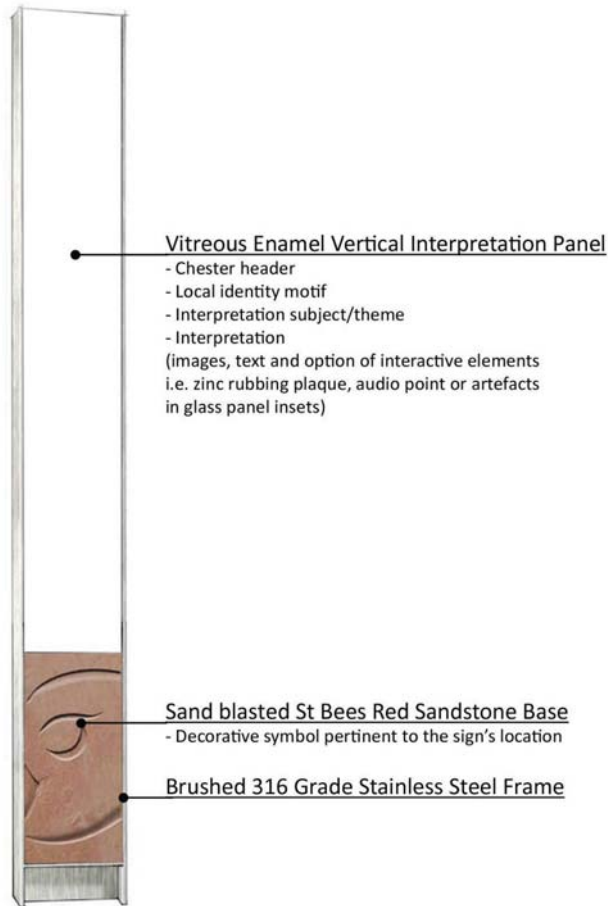 Vitreous Enamel Vertical Interpretation Panel
- Chester header
- Local identity motif
- Interpretation subject/theme
- Interpretation
(images, text and option of interactive elements
i.e. zinc rubbing plaque, audio point or artefacts
in glass panel insets)
Sand blasted St Bees Red Sandstone Base
- Decorative symbol pertinent to the sign's location
Brushed 316 Grade Stainless Steel Frame